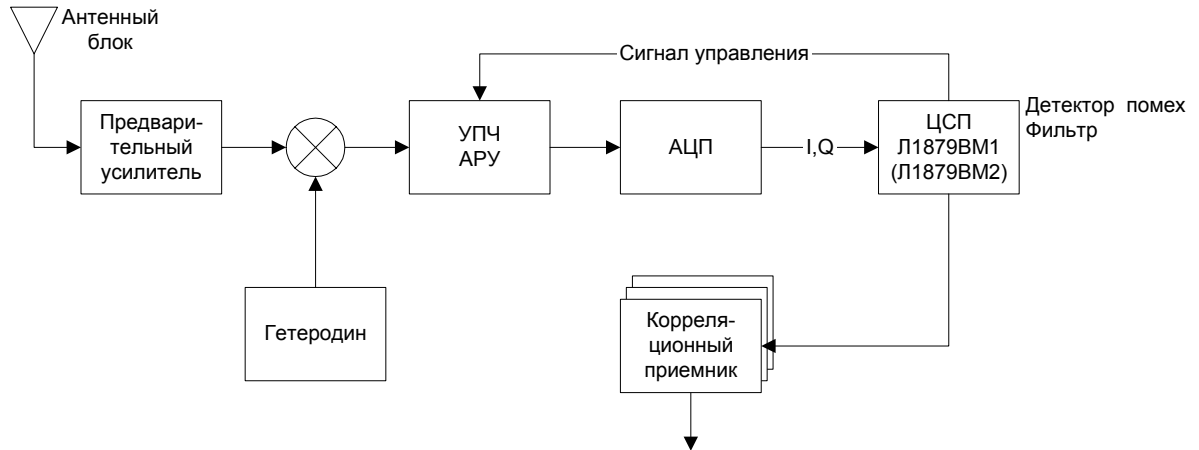 Антенный
блок
Сигнал управления
Предвари-
тельный
усилитель
УПЧ
АРУ
АЦП
I,Q
ЦСП
Л1879ВМ1
(Л1879ВМ2)
Детектор помех
Фильтр
Гетеродин
Корреля-
ционный
приемник